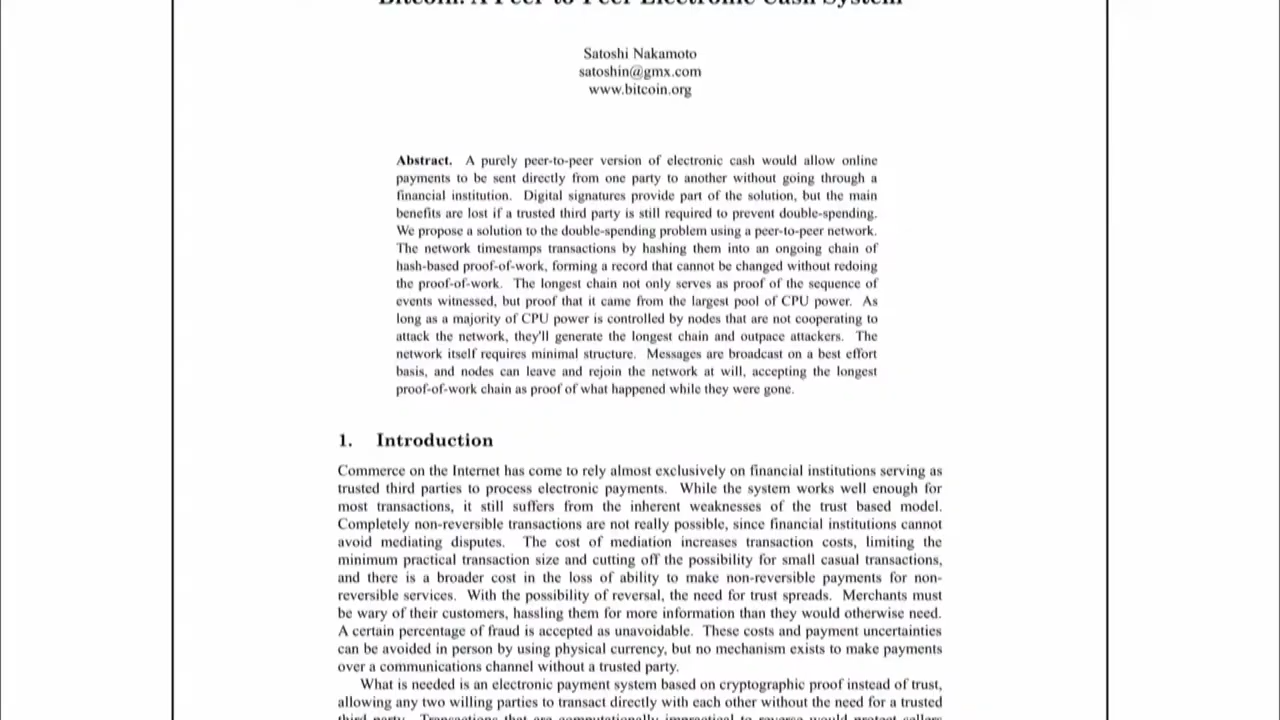 Bitcoin: A Peer-to-Peer Electronic Cash System
Satoshi Nakamoto
satoshin@gmx.com
www.bitcoin.org
Abstract. A purely peer-to-peer version of electronic cash would allow online
payments to be sent directly from one party to another without going through a
financial institution. Digital signatures provide part of the solution, but the main
benefits are lost if a trusted third party is still required to prevent double-spending.
We propose a solution to the double-spending problem using a peer-to-peer network.
The network timestamps transactions by hashing them into an ongoing chain of
hash-based proof-of-work, forming a record that cannot be changed without redoing
the proof-of-work. The longest chain not only serves as proof of the sequence of
events witnessed, but proof that it came from the largest pool of CPU power. As
long as a majority of CPU power is controlled by nodes that are not cooperating to
attack the network, they'll generate the longest chain and outpace attackers. The
network itself requires minimal structure. Messages are broadcast on a best effort
basis, and nodes can leave and rejoin the network at will, accepting the longest
proof-of-work chain as proof of what happened while they were gone.
1. Introduction
Commerce on the Internet has come to rely almost exclusively on financial institutions serving as
trusted third parties to process electronic payments. While the system works well enough for
most transactions, it still suffers from the inherent weaknesses of the trust based model.
Completely non-reversible transactions are not really possible, since financial institutions cannot
avoid mediating disputes. The cost of mediation increases transaction costs, limiting the
minimum practical transaction size and cutting off the possibility for small casual transactions,
and there is a broader cost in the loss of ability to make non-reversible payments for non-
reversible services. With the possibility of reversal, the need for trust spreads. Merchants must
be wary of their customers, hassling them for more information than they would otherwise need.
A certain percentage of fraud is accepted as unavoidable. These costs and payment uncertainties
can be avoided in person by using physical currency, but no mechanism exists to make payments
over a communications channel without a trusted party.
What is needed is an electronic payment system based on cryptographic proof instead of trust,
allowing any two willing parties to transact directly with each other without the need for a trusted
third party. Transactions that are computationally impractical to reverse would protect sellers